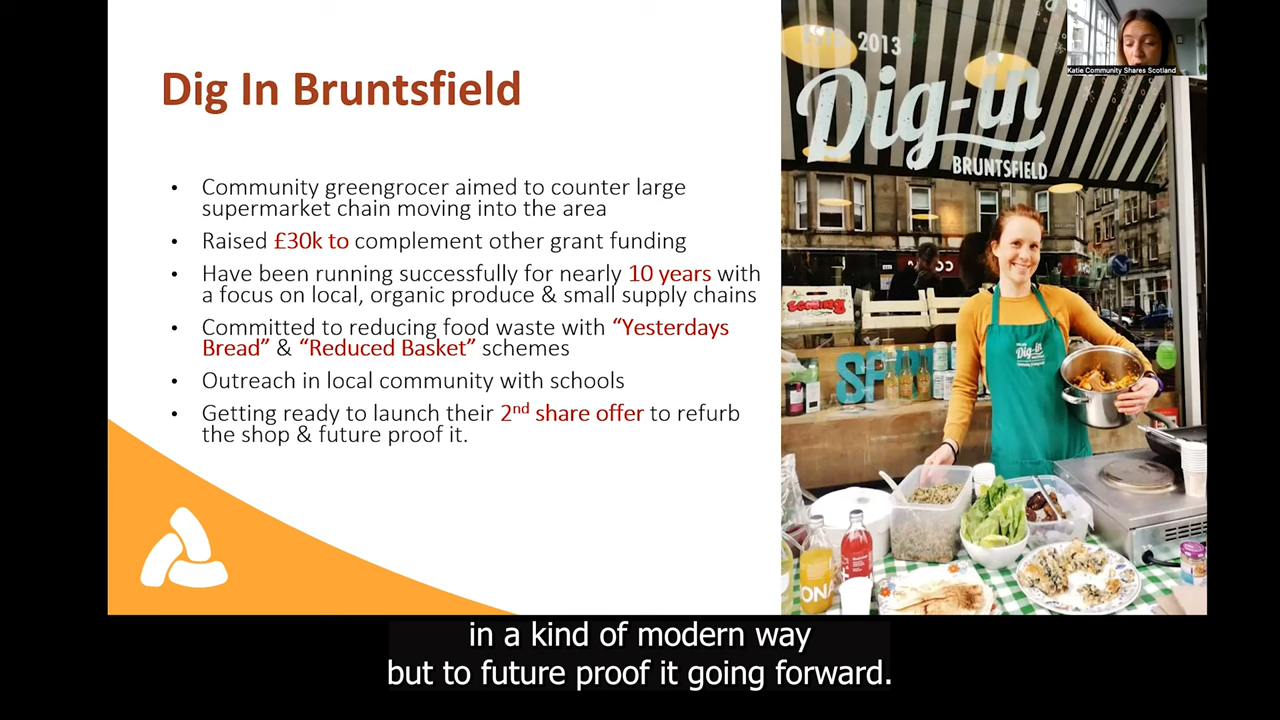 Dig In Bruntsfield
• Community greengrocer aimed to counter large
supermarket chain moving into the area
• Raised £30k to complement other grant funding
• Have been running successfully for nearly 10 years with
a focus on local, organic produce & small supply chains
• Committed to reducing food waste with “Yesterdays
Bread” & “Reduced Basket” schemes
• Outreach in local community with schools
• Getting ready to launch their 2nd share offer to refurb
the shop & future proof it.
2013
Dig-in
BRUNTSFIELD
Katie Community Shares Scotland
Dig-in
in a kind of modern way
but to future proof it going forward.